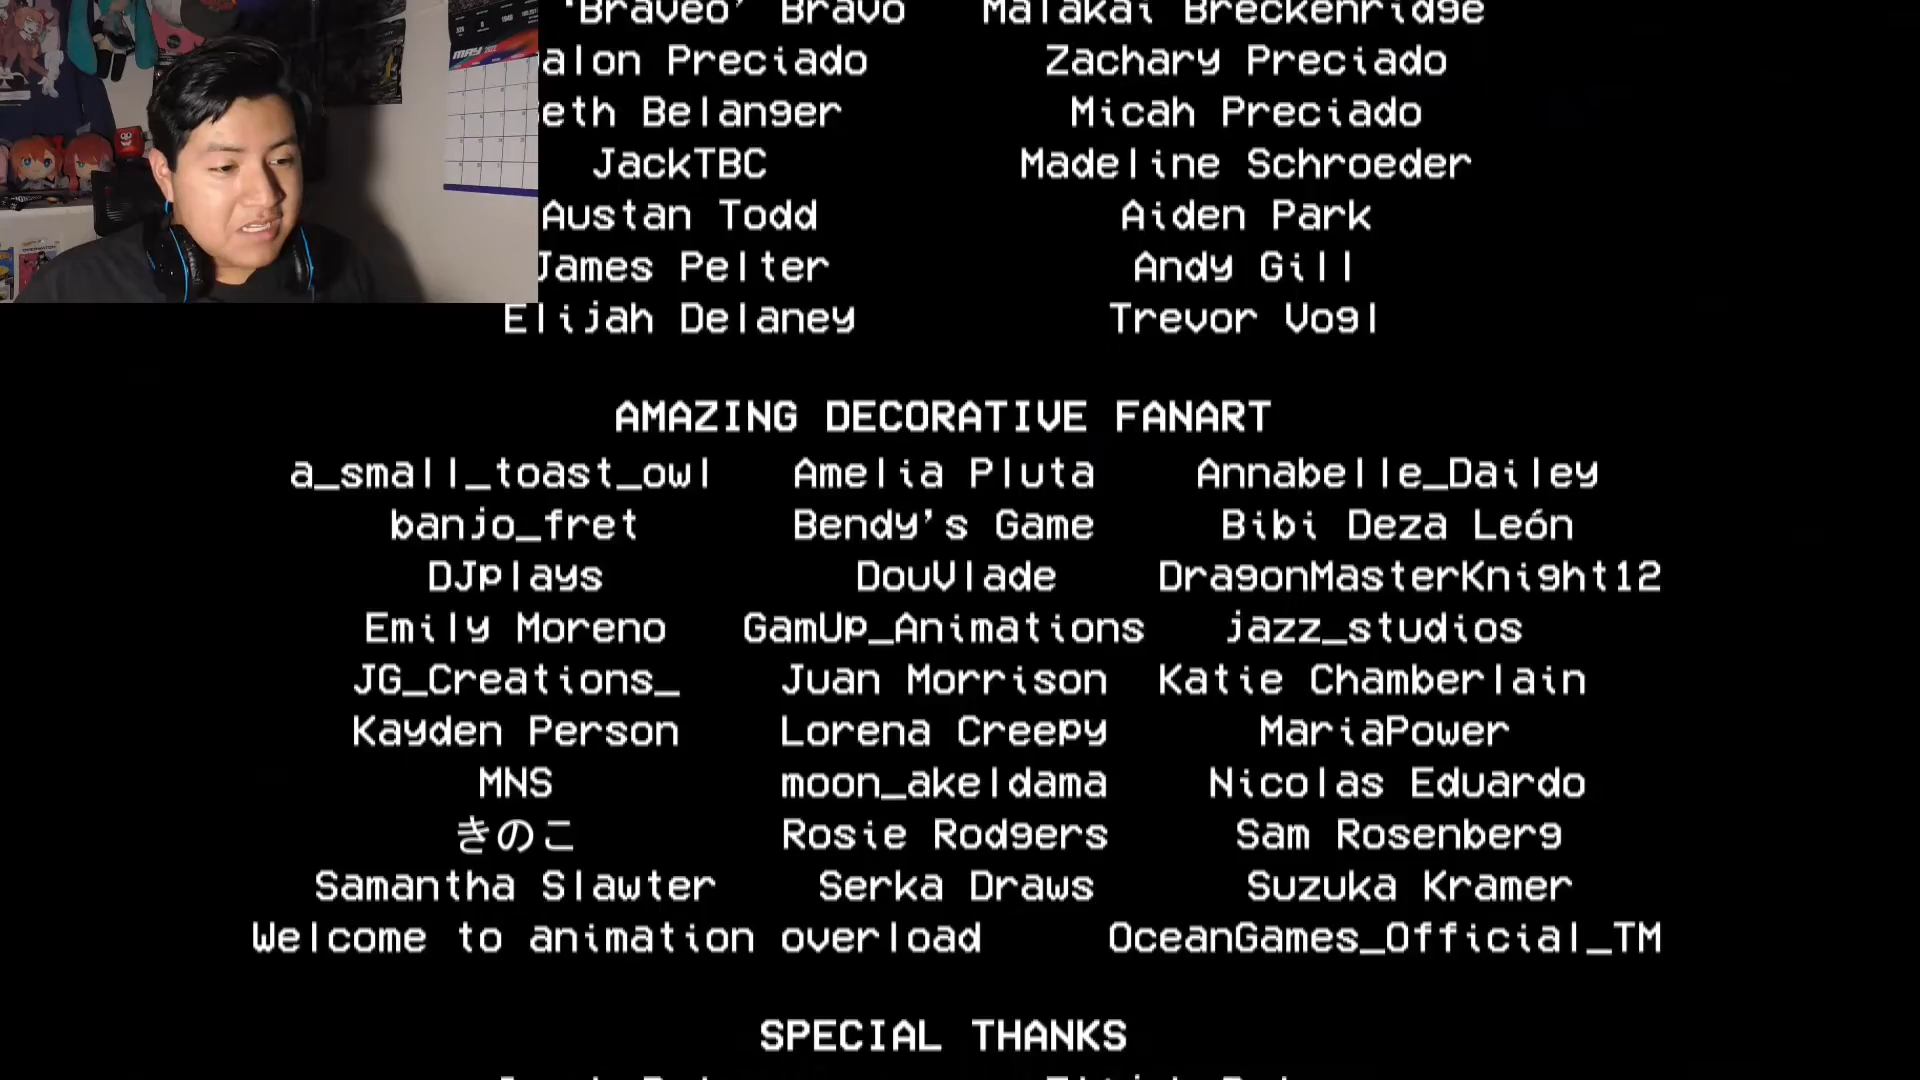 MAY 2022
'Braveo' Bravo Malakai Breckenridge
Preciado Zachary Preciado
Belanger Micah Preciado
JackTBC Madeline Schroeder
Austan Todd Aiden Park
James Pelter Andy Gill
Elijah Delaney Trevor Vogl
AMAZING DECORATIVE FANART
a_small_toast_owl Amelia Pluta Annabelle_Dailey
banjo_fret Bendy's Game Bibi Deza León
DJplays DouVlade DragonMasterKnight12
Emily Moreno GamUp_Animations jazz_studios
JG_Creations_ Juan Morrison Katie Chamberlain
Kayden Person Lorena Creepy MariaPower
MNS moon_akeldama Nicolas Eduardo
きのこ Rosie Rodgers Sam Rosenberg
Samantha Slawter Serka Draws Suzuka Kramer
Welcome to animation overload OceanGames_Official_TM
SPECIAL THANKS